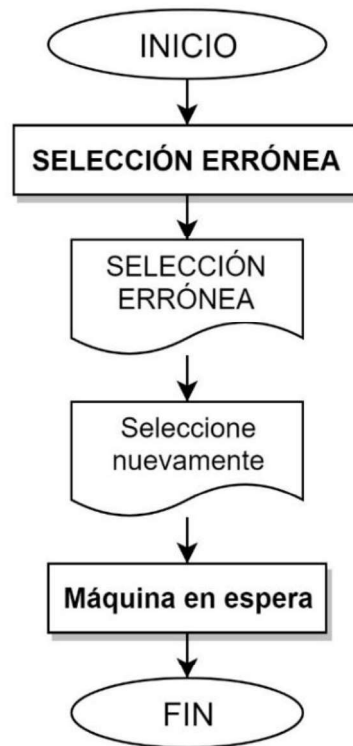 INICIO
SELECCIÓN ERRÓNEA
SELECCIÓN
ERRÓNEA
Seleccione
nuevamente
Máquina en espera
FIN